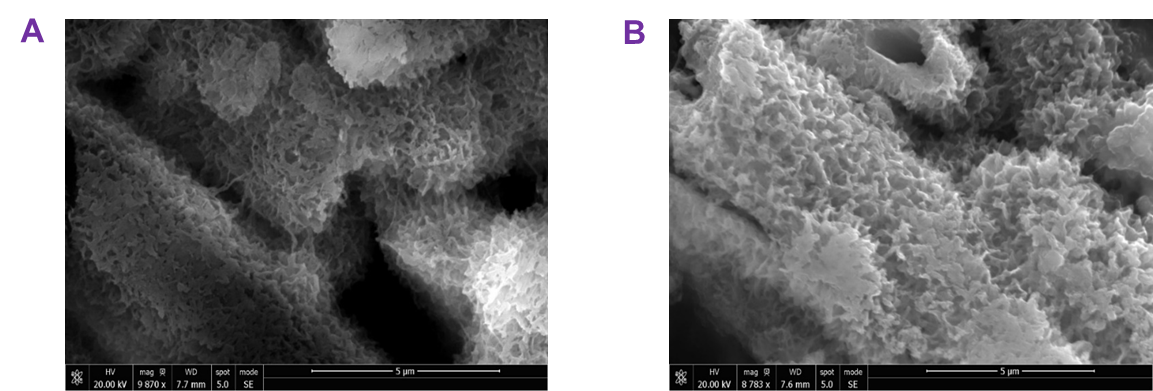 A
B
HV mag WD spot mode
20.00 kV 9 870 x 7.7 mm 5.0 SE 5 µm
HV mag WD spot mode
20.00 kV 8 783 x 7.6 mm 5.0 SE 5 µm